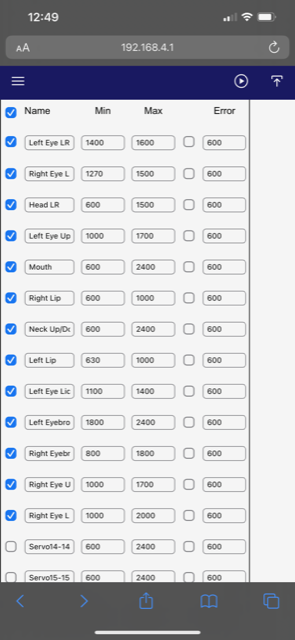 12:49
AA 192.168.4.1
Name Min Max Error
Left Eye LR 1400 1600 600
Right Eye L 1270 1500 600
Head LR 600 1500 600
Left Eye Up 1000 1700 600
Mouth 600 2400 600
Right Lip 600 1000 600
Neck Up/Dc 600 2400 600
Left Lip 630 1000 600
Left Eye Lic 1100 1400 600
Left Eyebro 1800 2400 600
Right Eyebr 800 1800 600
Right Eye U 1000 1700 600
Right Eye L 1000 2000 600
Servo14-14 600 2400 600
Servo15-15 600 2400 600